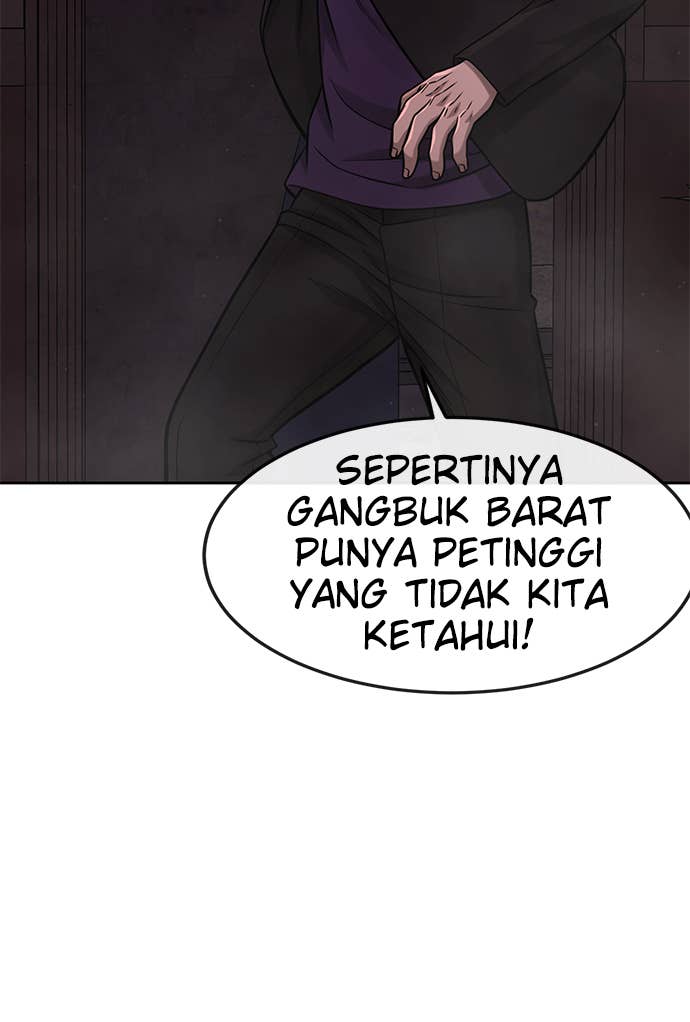 SEPERTINYA
GANGBUK BARAT
PUNYA PETINGGI
YANG TIDAK KITA
KETAHUI!